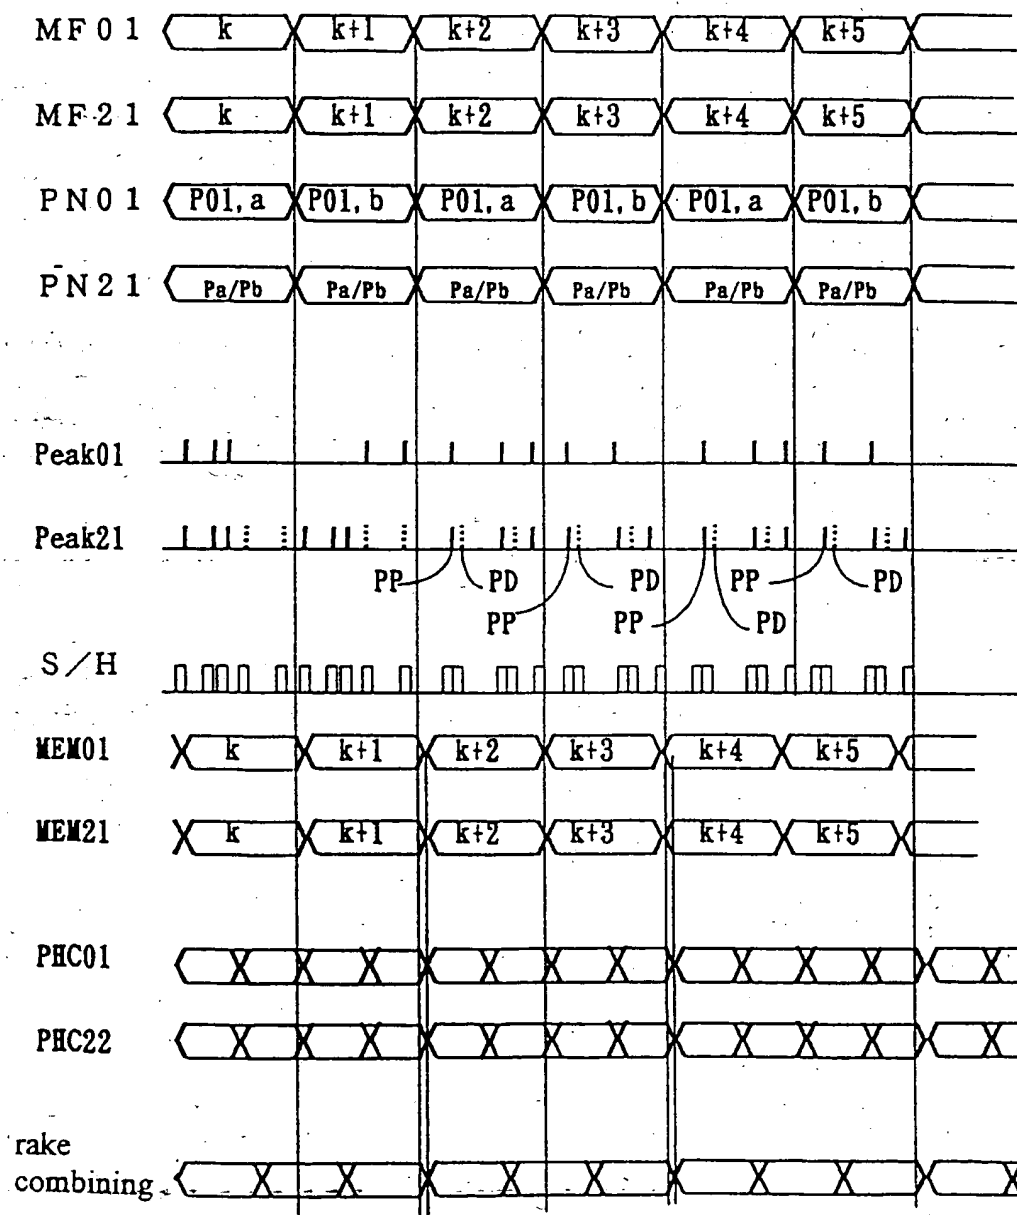 MF01 k k+1 k+2 k+3 k+4 k+5
MF21 k k+1 k+2 k+3 k+4 k+5
PN01 P01, a P01, b P01, a P01, b P01, a P01, b
PN21 Pa/Pb Pa/Pb Pa/Pb Pa/Pb Pa/Pb Pa/Pb
Peak01
Peak21
PP PD PD PP PD
PP PP PD
S/H
MEM01 k k+1 k+2 k+3 k+4 k+5
MEM21 k k+1 k+2 k+3 k+4 k+5
PHC01
PHC22
rake
combining